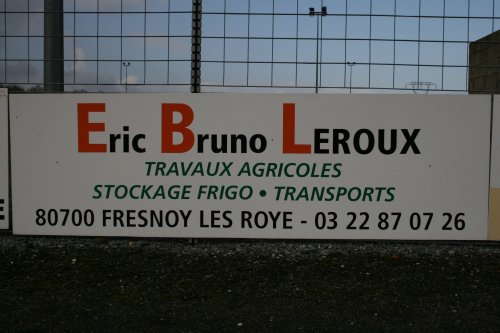 Eric Bruno LEROUX
TRAVAUX AGRICOLES
STOCKAGE FRIGO • TRANSPORTS
80700 FRESNOY LES ROYE - 03 22 87 07 26